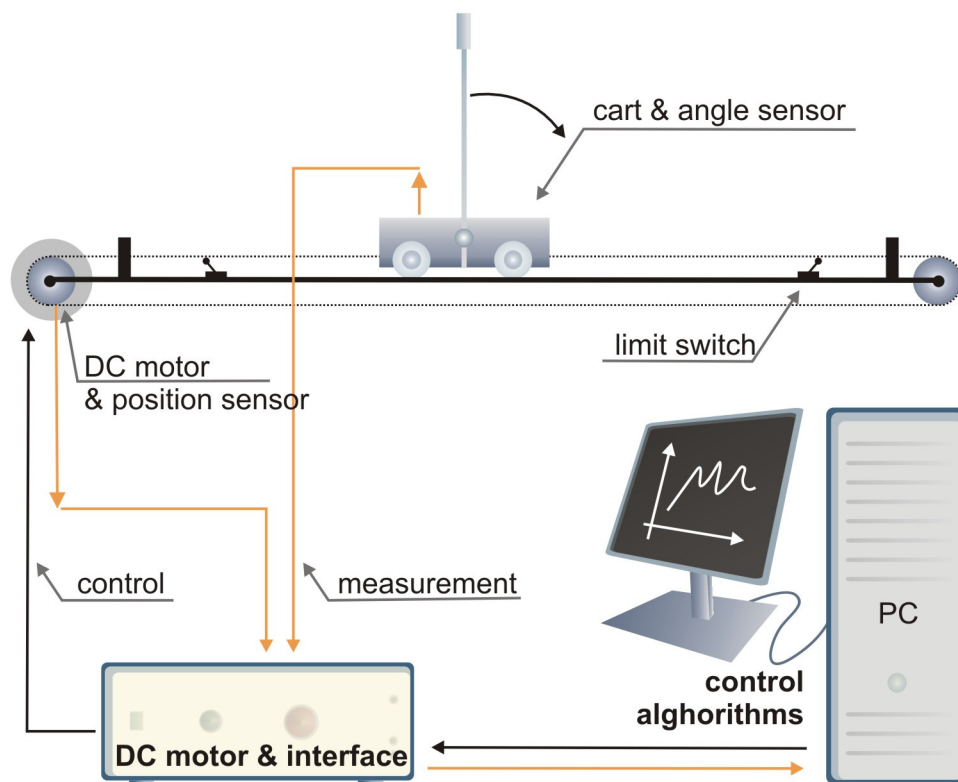 cart & angle sensor
limit switch
DC motor
& position sensor
control
measurement
PC
control
alghorithms
DC motor & interface